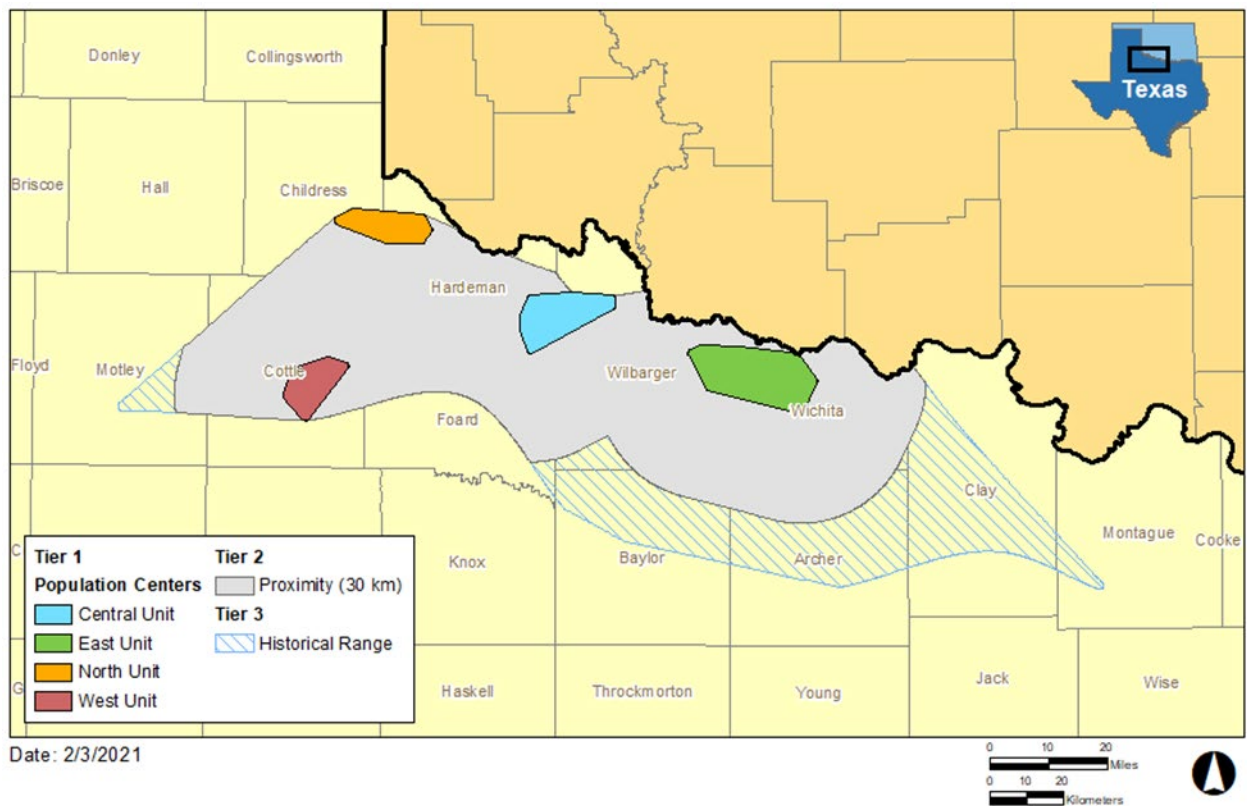 Donley
Collingsworth
Texas
Briscoe
Hall
Childress
Hardeman
Floyd
Motley
Cottle
Wilbarger
Foard
Wichita
Clay
Montague
Cooke
Knox
Baylor
Archer
Haskell
Throckmorton
Young
Jack
Wise
Tier 1
Population Centers
Central Unit
East Unit
North Unit
West Unit
Tier 2
Proximity (30 km)
Tier 3
Historical Range
Date: 2/3/2021
0 10 20
Miles
0 10 20
Kilometers